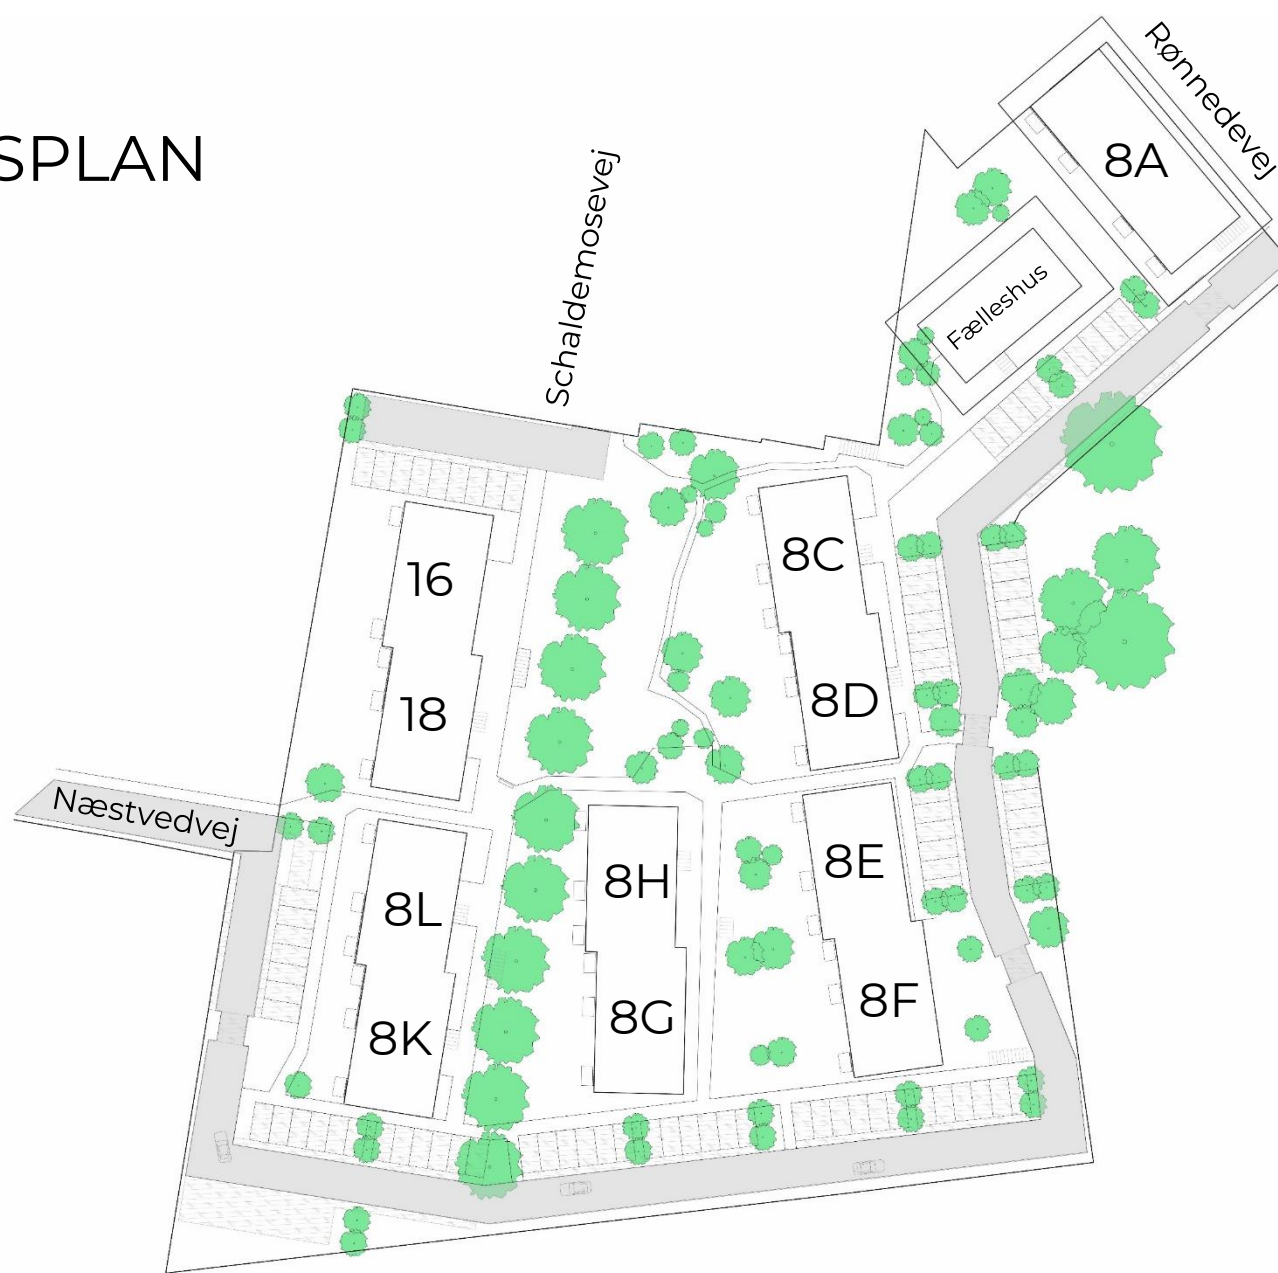 SPLAN
Rønnedevej
8A
Schaldemosevej
Fælleshus
16
8C
18
8D
Næstvedvej
8E
8H
8L
8F
8G
8K